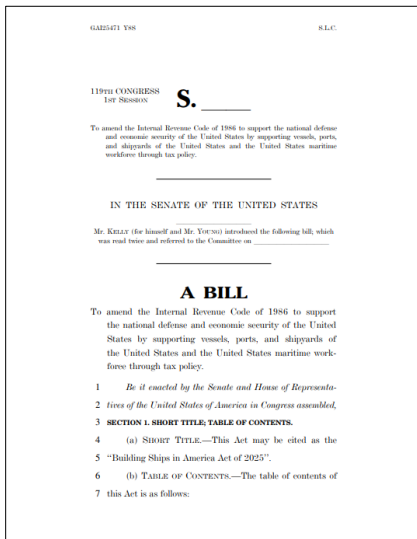 GAI25471 Y8S S.L.C.
119TH CONGRESS
1ST SESSION
S. ______
To amend the Internal Revenue Code of 1986 to support the national defense
and economic security of the United States by supporting vessels, ports,
and shipyards of the United States and the United States maritime
workforce through tax policy.
IN THE SENATE OF THE UNITED STATES
Mr. KELLY (for himself and Mr. YOUNG) introduced the following bill; which
was read twice and referred to the Committee on ______________
A BILL
To amend the Internal Revenue Code of 1986 to support
the national defense and economic security of the United
States by supporting vessels, ports, and shipyards of
the United States and the United States maritime work-
force through tax policy.
1 Be it enacted by the Senate and House of Representa-
2 tives of the United States of America in Congress assembled,
3 SECTION 1. SHORT TITLE; TABLE OF CONTENTS.
4 (a) SHORT TITLE.—This Act may be cited as the
5 “Building Ships in America Act of 2025”.
6 (b) TABLE OF CONTENTS.—The table of contents of
7 this Act is as follows: